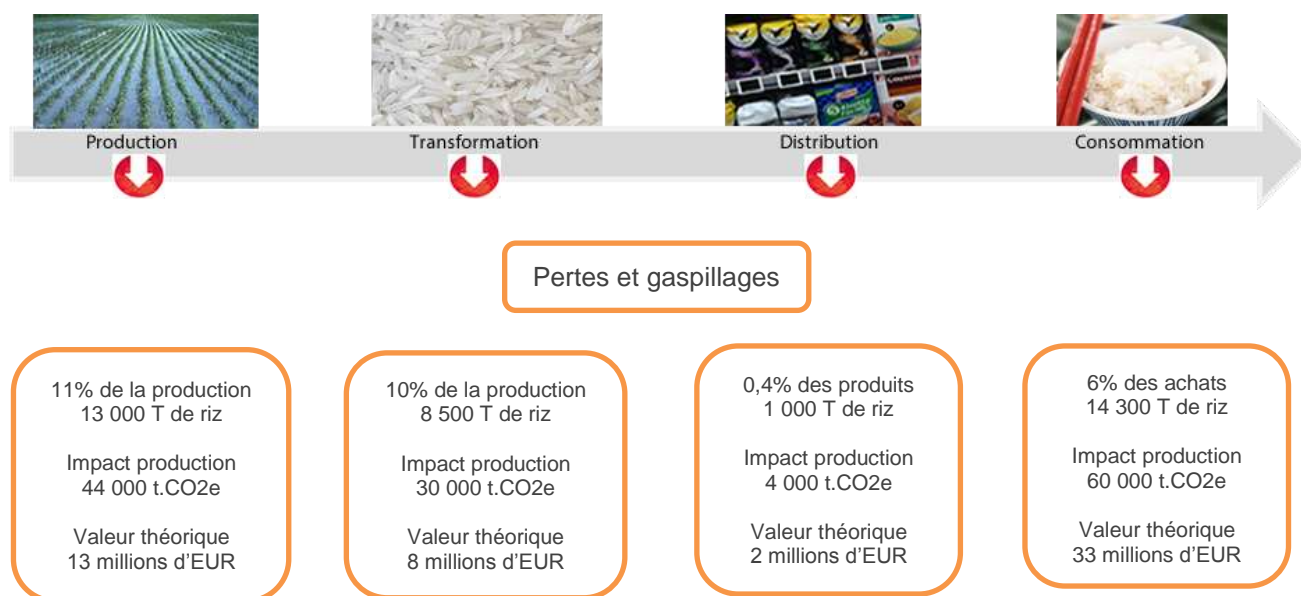 Production
Transformation
Distribution
Consommation
Pertes et gaspillages
11% de la production
13 000 T de riz
Impact production
44 000 t.CO2e
Valeur théorique
13 millions d'EUR
10% de la production
8 500 T de riz
Impact production
30 000 t.CO2e
Valeur théorique
8 millions d'EUR
0,4% des produits
1 000 T de riz
Impact production
4 000 t.CO2e
Valeur théorique
2 millions d'EUR
6% des achats
14 300 T de riz
Impact production
60 000 t.CO2e
Valeur théorique
33 millions d'EUR